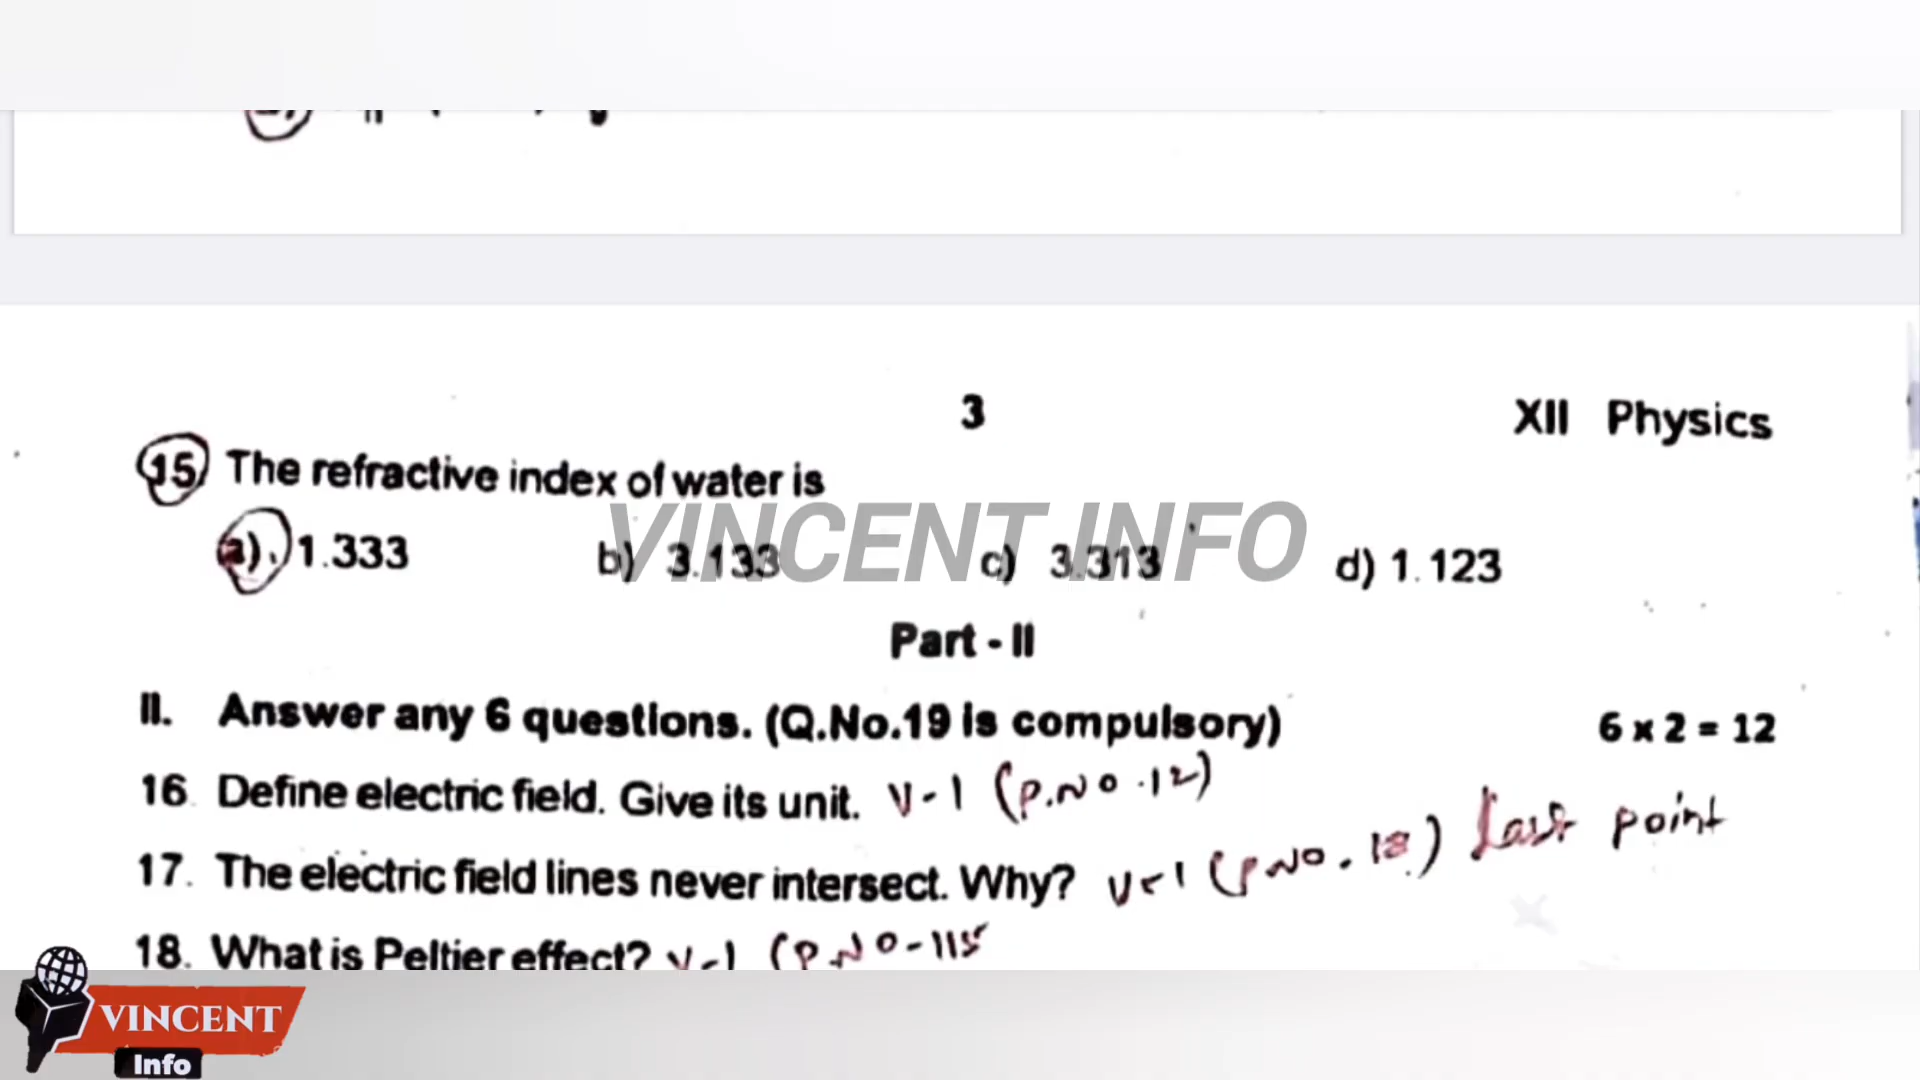 3
XII Physics
15. The refractive index of water is
a) 1.333 b) 3.133 c) 3.313 d) 1.123
VINCENT INFO
Part - II
II. Answer any 6 questions. (Q.No.19 is compulsory) 6 x 2 = 12
16. Define electric field. Give its unit. V-1 (P.No.12)
17. The electric field lines never intersect. Why? V-1 (P No. 18) last point
18. What is Peltier effect? V-1 (P.No-115
VINCENT
Info